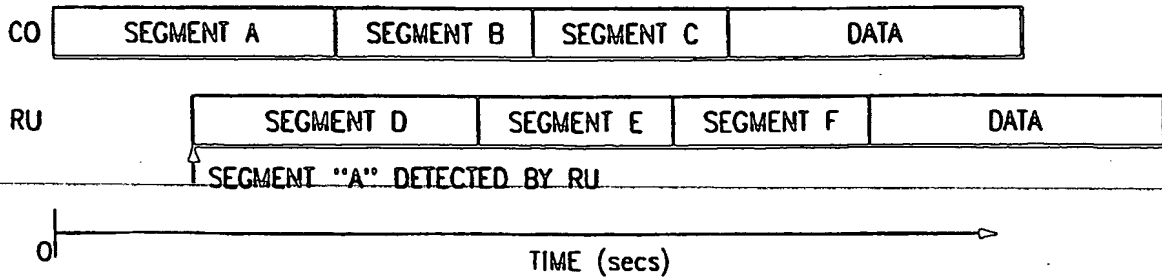 CO SEGMENT A SEGMENT B SEGMENT C DATA
RU SEGMENT D SEGMENT E SEGMENT F DATA
SEGMENT "A" DETECTED BY RU
0
TIME (secs)